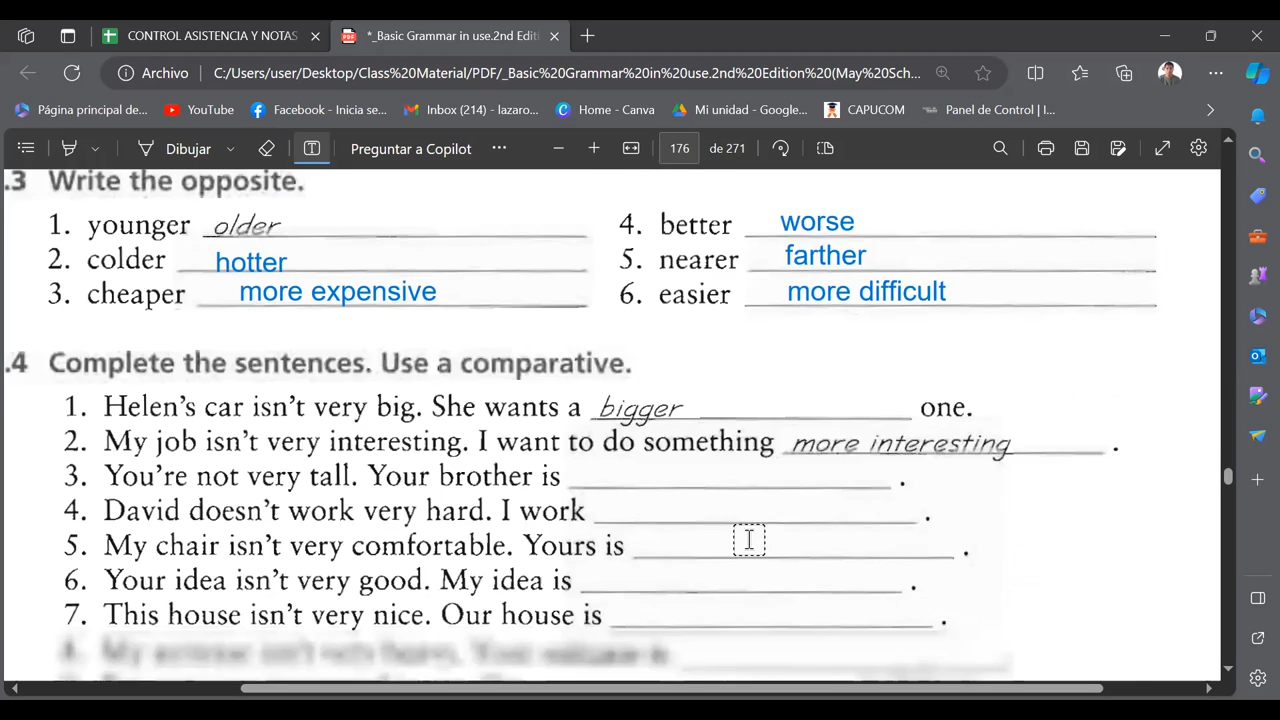 CONTROL ASISTENCIA Y NOTAS
*_Basic Grammar in use.2nd Editi
Archivo C:/Users/user/Desktop/Class%20Material/PDF/_Basic%20Grammar%20in%20use.2nd%20Edition%20(May%20Sch...
Página principal de... YouTube Facebook - Inicia se... Inbox (214) - lazaro... Home - Canva Mi unidad - Google... CAPUCOM Panel de Control | I...
Dibujar Preguntar a Copilot 176 de 271
.3 Write the opposite.
1. younger older
2. colder hotter
3. cheaper more expensive
4. better worse
5. nearer farther
6. easier more difficult
.4 Complete the sentences. Use a comparative.
1. Helen's car isn't very big. She wants a bigger one.
2. My job isn't very interesting. I want to do something more interesting.
3. You're not very tall. Your brother is .
4. David doesn't work very hard. I work .
5. My chair isn't very comfortable. Yours is .
6. Your idea isn't very good. My idea is .
7. This house isn't very nice. Our house is .